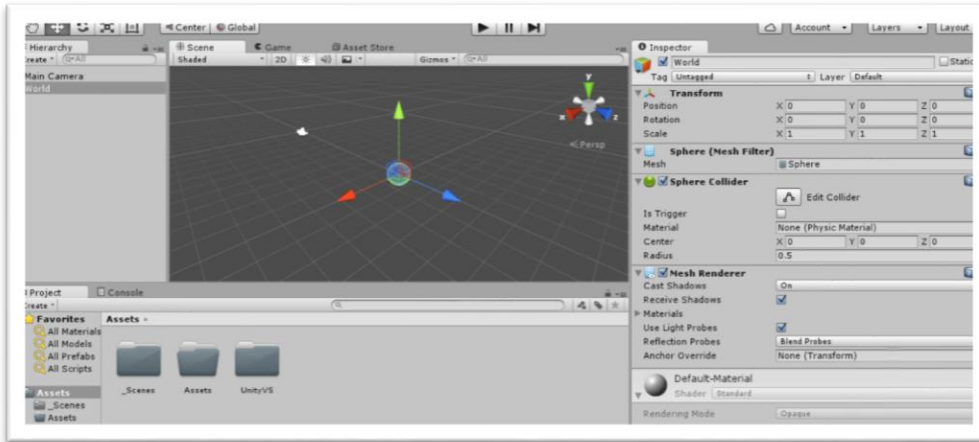 Center Global Account Layers Layout
Hierarchy
Create All
Main Camera
World
Scene Game Asset Store
Shaded 2D Gizmos All
y
x z
Persp
Inspector
World Static
Tag Untagged Layer Default
Transform
Position X 0 Y 0 Z 0
Rotation X 0 Y 0 Z 0
Scale X 1 Y 1 Z 1
Sphere (Mesh Filter)
Mesh Sphere
Sphere Collider
Edit Collider
Is Trigger
Material None (Physic Material)
Center X 0 Y 0 Z 0
Radius 0.5
Mesh Renderer
Cast Shadows On
Receive Shadows
Materials
Use Light Probes
Reflection Probes Blend Probes
Anchor Override None (Transform)
Default-Material
Shader Standard
Rendering Mode Opaque
Project Console
Create
Favorites
All Materials
All Models
All Prefabs
All Scripts
Assets
_Scenes
Assets
Assets
_Scenes Assets UnityVS